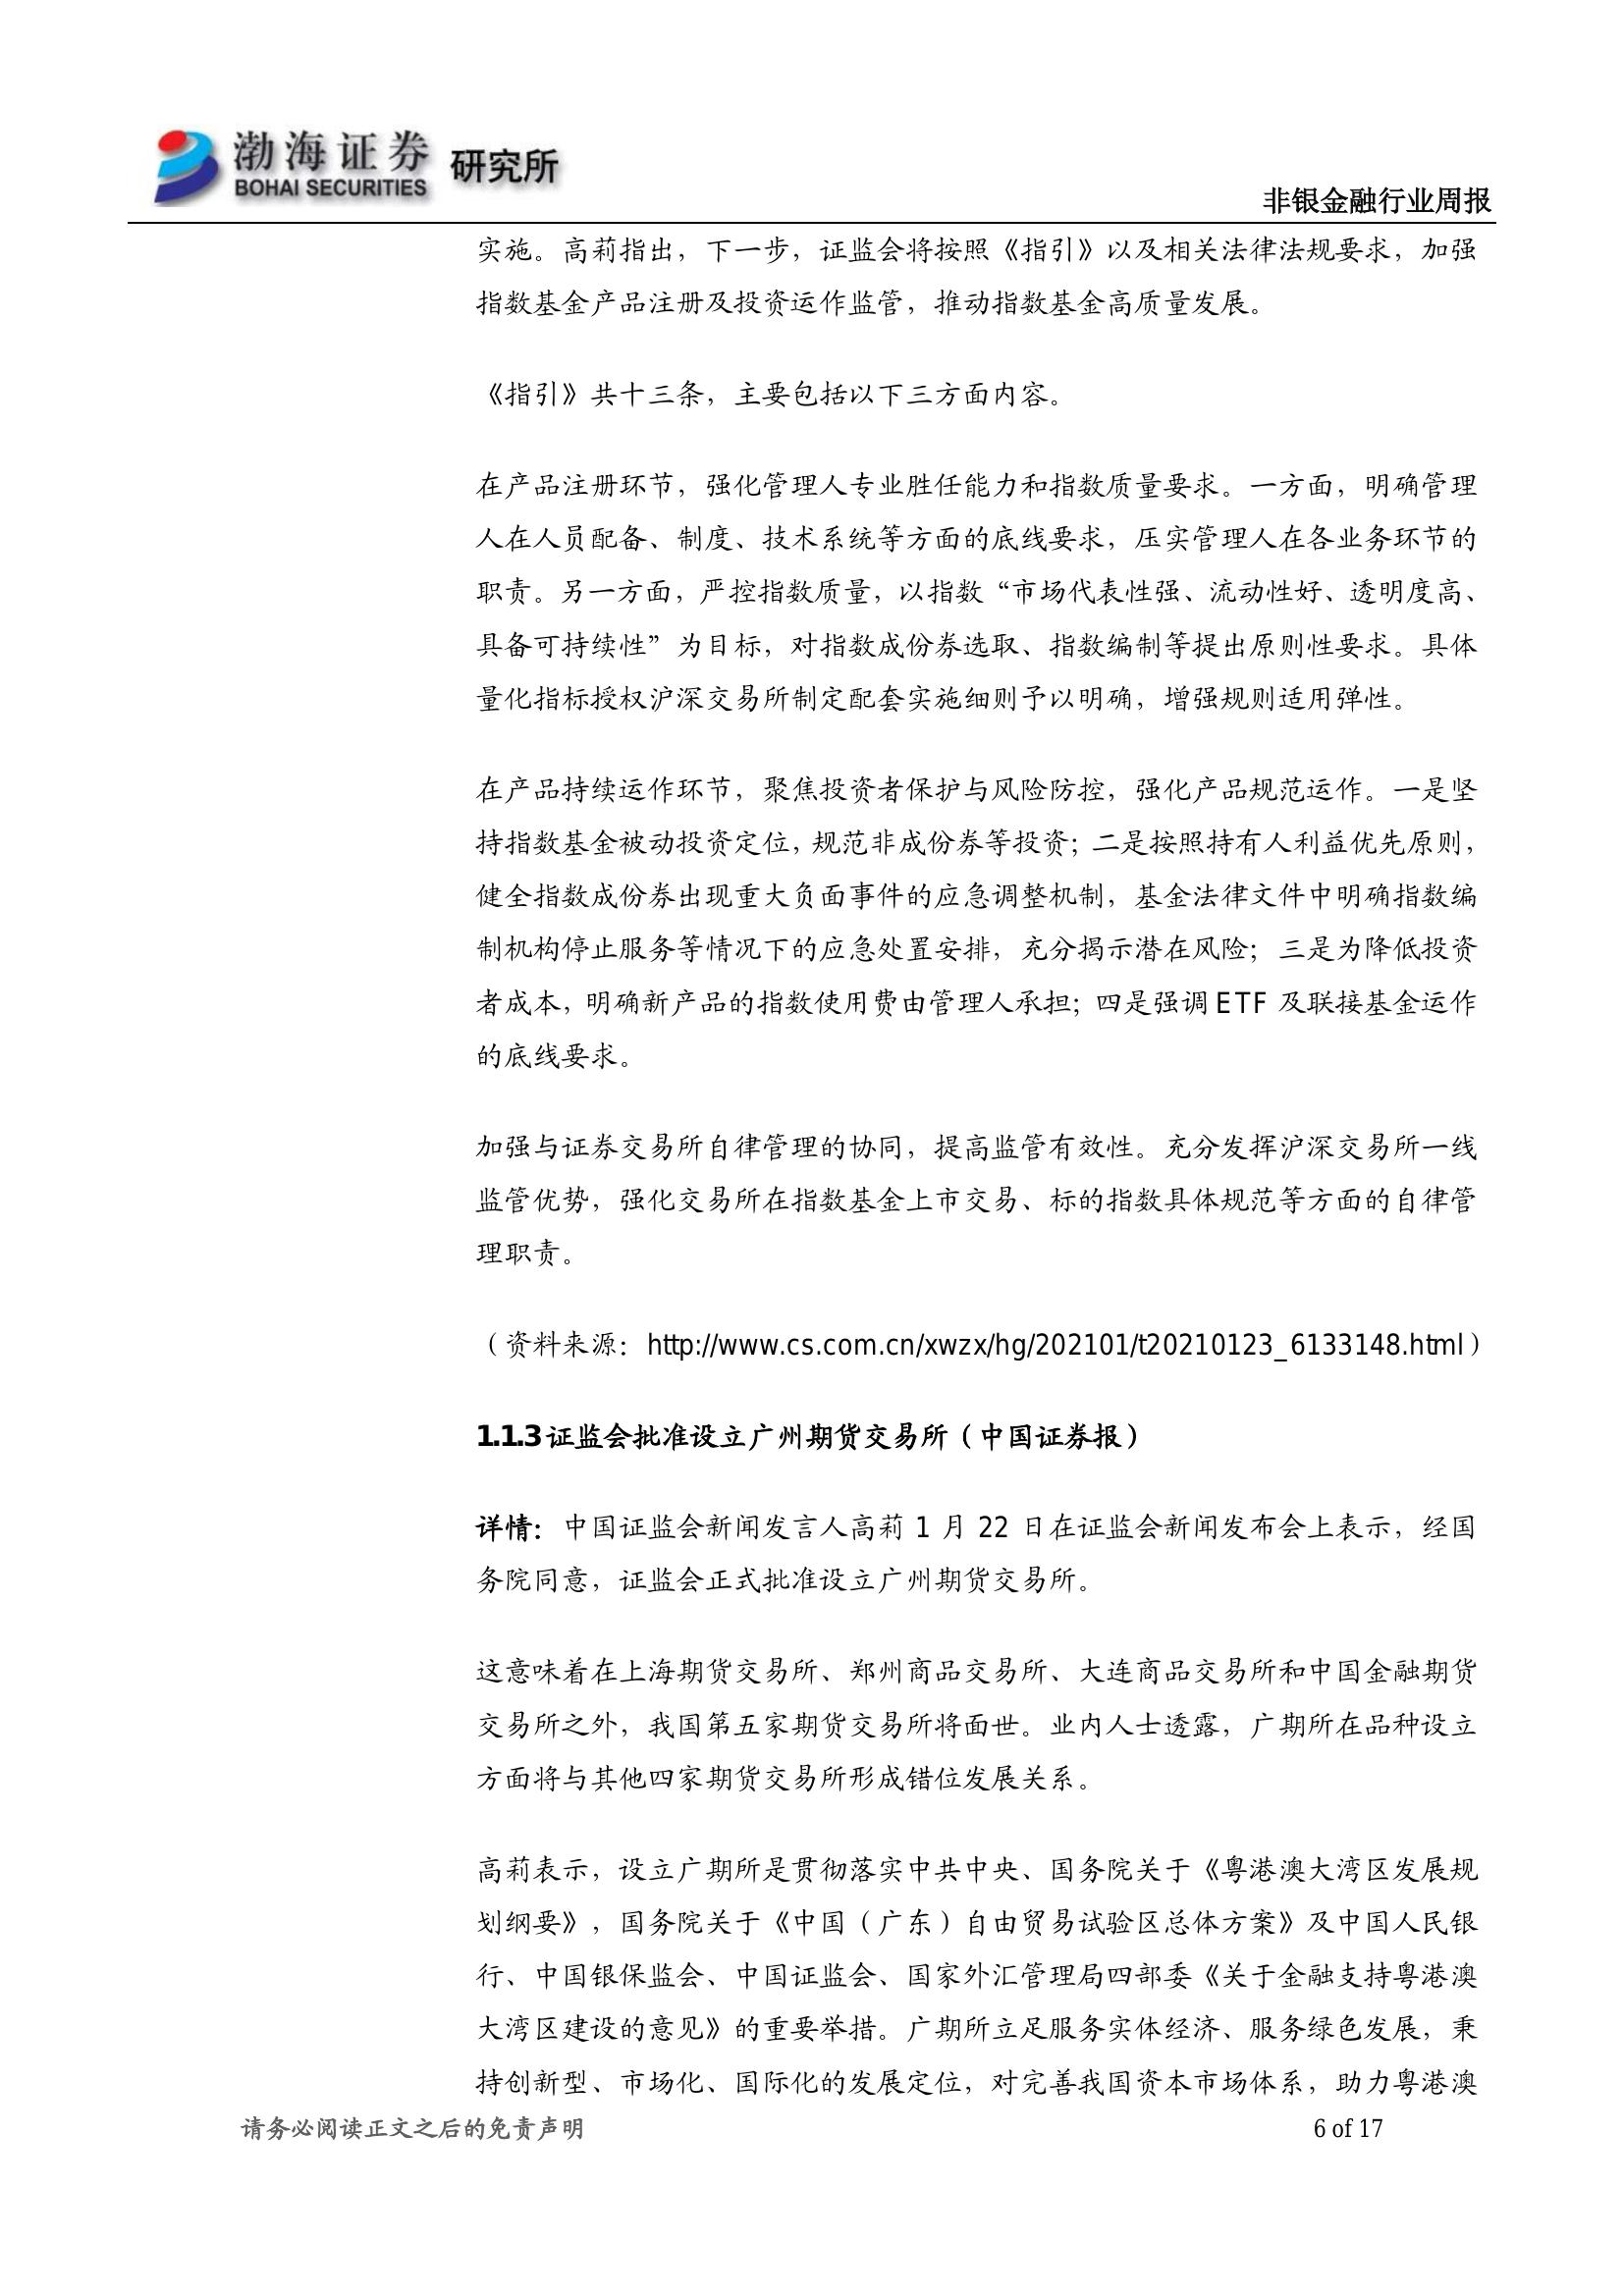 渤海证券 研究所
BOHAI SECURITIES
非银金融行业周报
实施。高莉指出，下一步，证监会将按照《指引》以及相关法律法规要求，加强
指数基金产品注册及投资运作监管，推动指数基金高质量发展。
《指引》共十三条，主要包括以下三方面内容。
在产品注册环节，强化管理人专业胜任能力和指数质量要求。一方面，明确管理
人在人员配备、制度、技术系统等方面的底线要求，压实管理人在各业务环节的
职责。另一方面，严控指数质量，以指数“市场代表性强、流动性好、透明度高、
具备可持续性”为目标，对指数成份券选取、指数编制等提出原则性要求。具体
量化指标授权沪深交易所制定配套实施细则予以明确，增强规则适用弹性。
在产品持续运作环节，聚焦投资者保护与风险防控，强化产品规范运作。一是坚
持指数基金被动投资定位，规范非成份券等投资；二是按照持有人利益优先原则，
健全指数成份券出现重大负面事件的应急调整机制，基金法律文件中明确指数编
制机构停止服务等情况下的应急处置安排，充分揭示潜在风险；三是为降低投资
者成本，明确新产品的指数使用费由管理人承担；四是强调 ETF 及联接基金运作
的底线要求。
加强与证券交易所自律管理的协同，提高监管有效性。充分发挥沪深交易所一线
监管优势，强化交易所在指数基金上市交易、标的指数具体规范等方面的自律管
理职责。
（资料来源：http://www.cs.com.cn/xwzx/hg/202101/t20210123_6133148.html）
1.1.3 证监会批准设立广州期货交易所（中国证券报）
详情：中国证监会新闻发言人高莉 1 月 22 日在证监会新闻发布会上表示，经国
务院同意，证监会正式批准设立广州期货交易所。
这意味着在上海期货交易所、郑州商品交易所、大连商品交易所和中国金融期货
交易所之外，我国第五家期货交易所将面世。业内人士透露，广期所在品种设立
方面将与其他四家期货交易所形成错位发展关系。
高莉表示，设立广期所是贯彻落实中共中央、国务院关于《粤港澳大湾区发展规
划纲要》，国务院关于《中国（广东）自由贸易试验区总体方案》及中国人民银
行、中国银保监会、中国证监会、国家外汇管理局四部委《关于金融支持粤港澳
大湾区建设的意见》的重要举措。广期所立足服务实体经济、服务绿色发展，秉
持创新型、市场化、国际化的发展定位，对完善我国资本市场体系，助力粤港澳
请务必阅读正文之后的免责声明 6 of 17